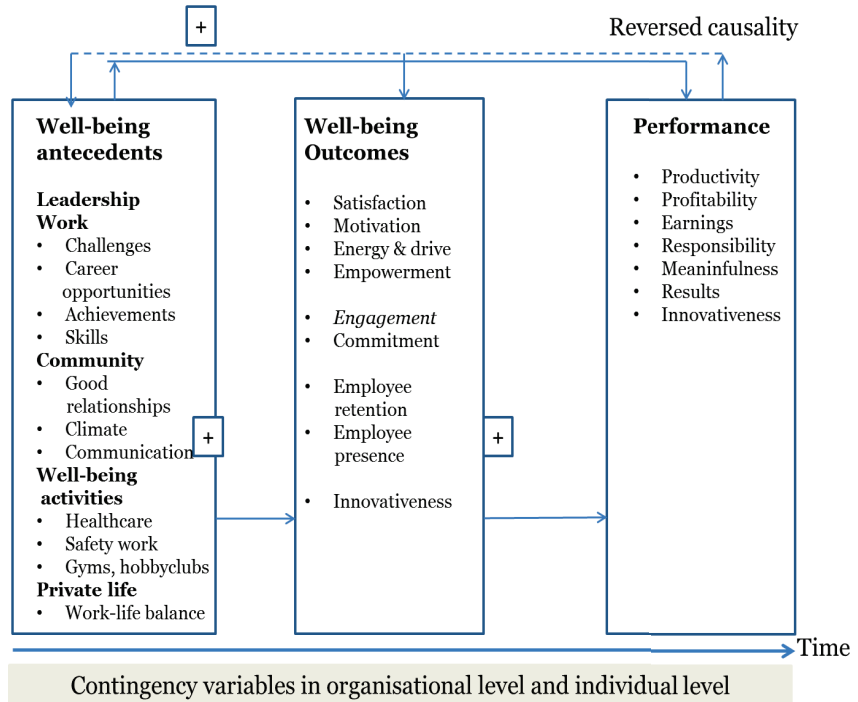 +
Reversed causality
Well-being
antecedents
Leadership
Work
• Challenges
• Career
opportunities
• Achievements
• Skills
Community
• Good
relationships
• Climate
• Communication
Well-being
activities
• Healthcare
• Safety work
• Gyms, hobbyclubs
Private life
• Work-life balance
+
Well-being
Outcomes
• Satisfaction
• Motivation
• Energy & drive
• Empowerment
• Engagement
• Commitment
• Employee
retention
• Employee
presence
• Innovativeness
+
Performance
• Productivity
• Profitability
• Earnings
• Responsibility
• Meaninfulness
• Results
• Innovativeness
Time
Contingency variables in organisational level and individual level